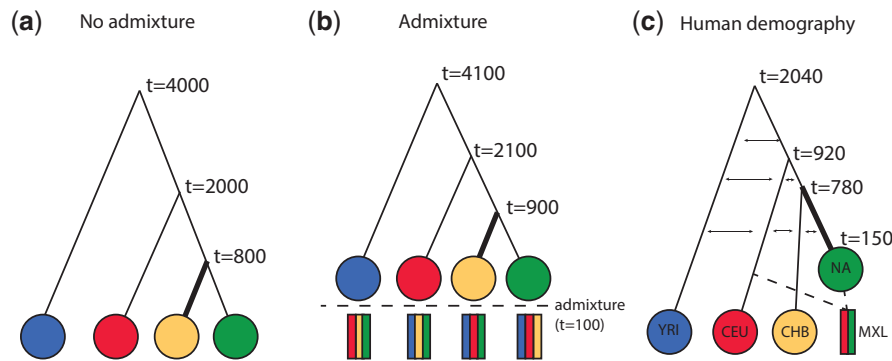 (a) No admixture
t=4000
t=2000
t=800
(b) Admixture
t=4100
t=2100
t=900
admixture
(t=100)
(c) Human demography
t=2040
t=920
t=780
t=150
NA
YRI
CEU
CHB
MXL